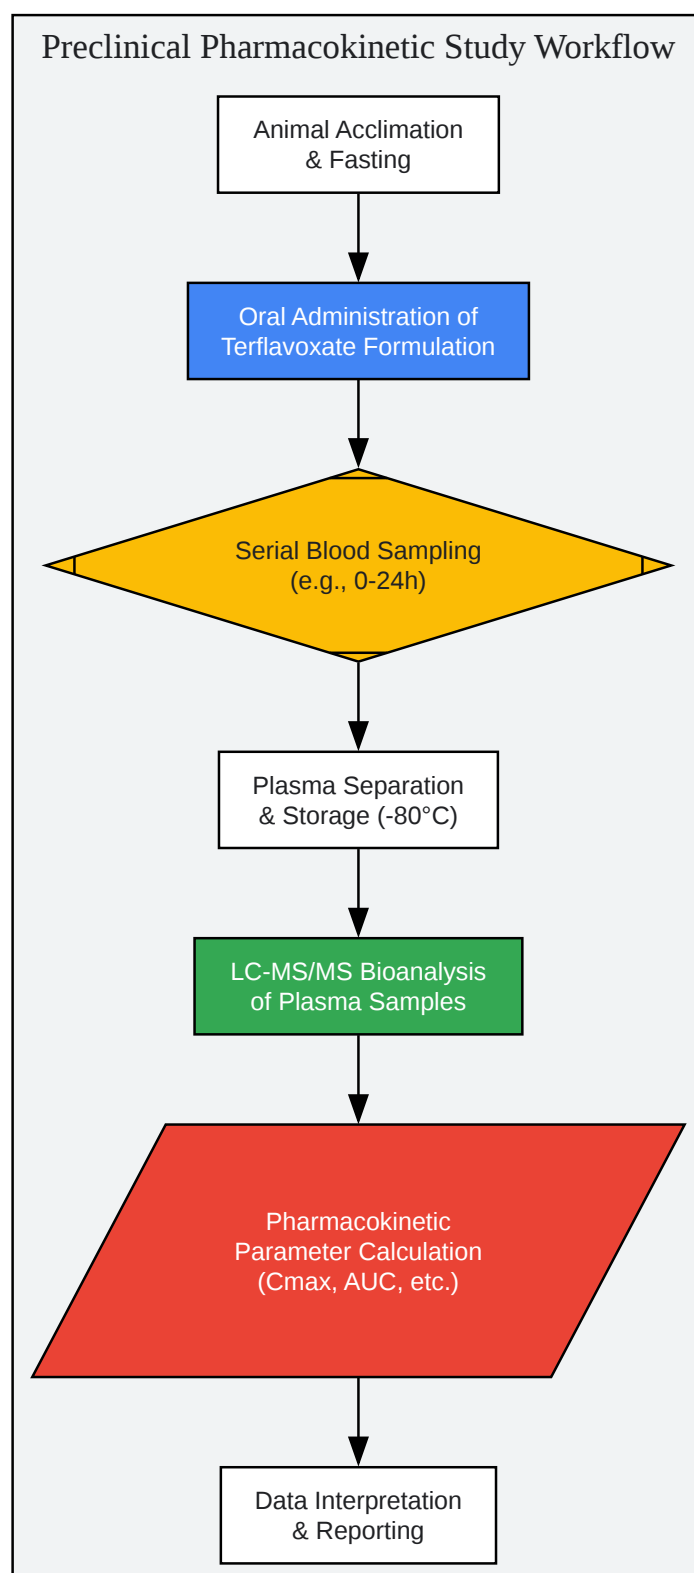 Preclinical Pharmacokinetic Study Workflow
Animal Acclimation
& Fasting
Oral Administration of
Terflavoxate Formulation
Serial Blood Sampling
(e.g., 0-24h)
Plasma Separation
& Storage (-80°C)
LC-MS/MS Bioanalysis
of Plasma Samples
Pharmacokinetic
Parameter Calculation
(Cmax, AUC, etc.)
Data Interpretation
& Reporting